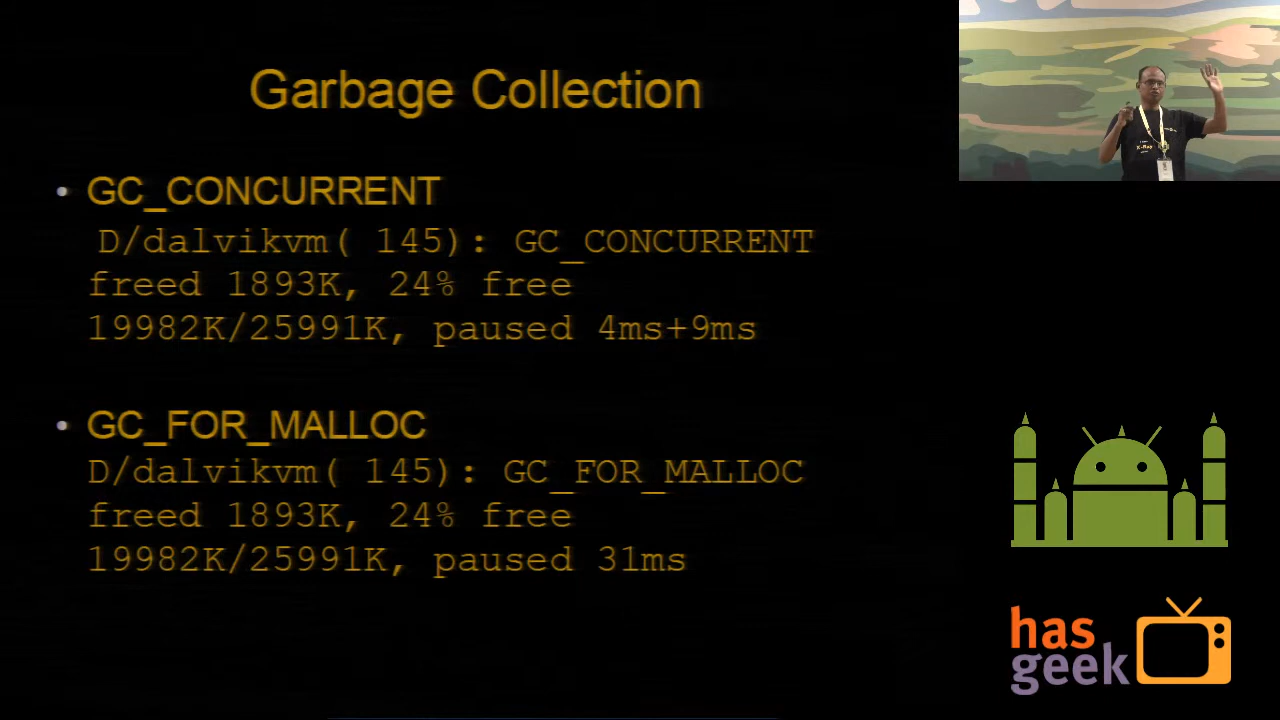 Garbage Collection
• GC_CONCURRENT
D/dalvikvm( 145): GC_CONCURRENT
freed 1893K, 24% free
19982K/25991K, paused 4ms+9ms
• GC_FOR_MALLOC
D/dalvikvm( 145): GC_FOR_MALLOC
freed 1893K, 24% free
19982K/25991K, paused 31ms
has
geek